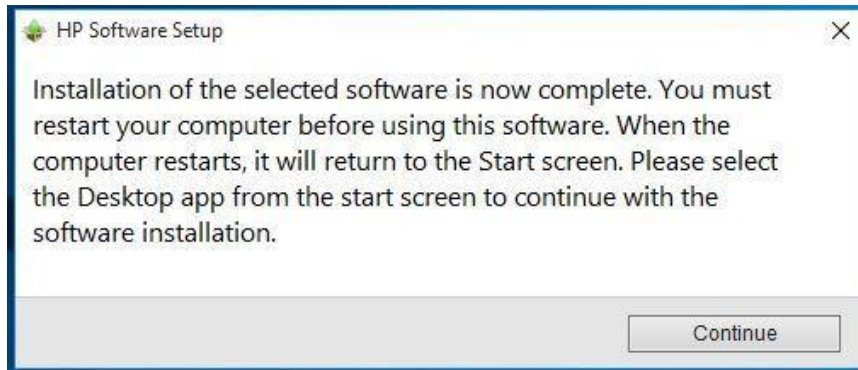 HP Software Setup
Installation of the selected software is now complete. You must
restart your computer before using this software. When the
computer restarts, it will return to the Start screen. Please select
the Desktop app from the start screen to continue with the
software installation.
Continue